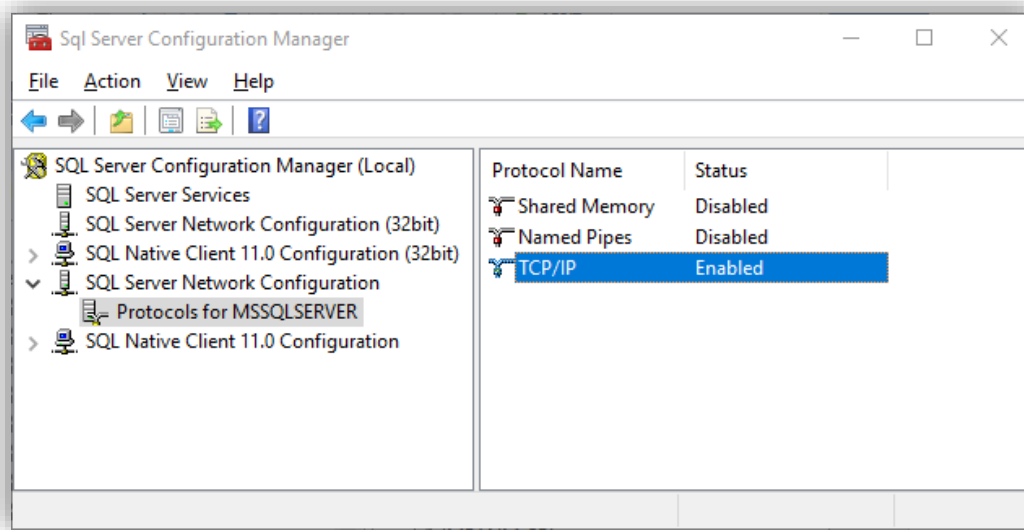 Sql Server Configuration Manager
File Action View Help
SQL Server Configuration Manager (Local)
SQL Server Services
SQL Server Network Configuration (32bit)
SQL Native Client 11.0 Configuration (32bit)
SQL Server Network Configuration
Protocols for MSSQLSERVER
SQL Native Client 11.0 Configuration
Protocol Name Status
Shared Memory Disabled
Named Pipes Disabled
TCP/IP Enabled